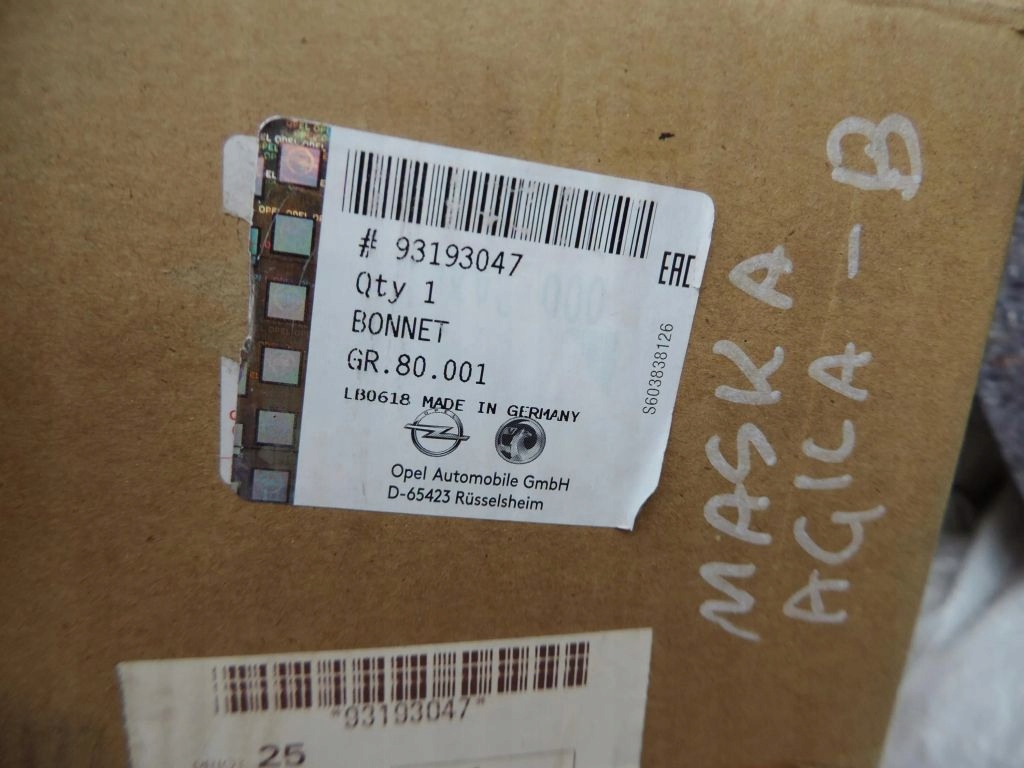 # 93193047
EAC
Qty 1
BONNET
GR.80.001
LB0618 MADE IN GERMANY
S603838126
OPEL
Opel Automobile GmbH
D-65423 Rüsselsheim
MASKA
AGILA-B
*93193047*
25